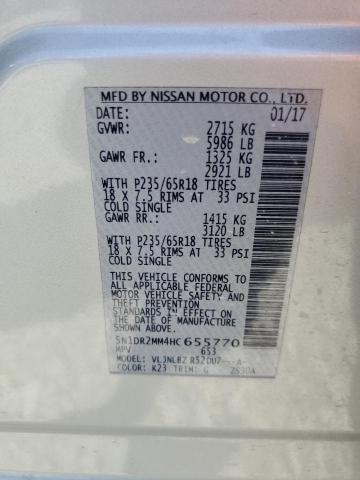 MFD BY NISSAN MOTOR CO., LTD.
DATE: 01/17
GVWR: 2715 KG
5986 LB
GAWR FR.: 1325 KG
2921 LB
WITH P235/65R18 TIRES
18 X 7.5 RIMS AT 33 PSI
COLD SINGLE
GAWR RR.: 1415 KG
3120 LB
WITH P235/65R18 TIRES
18 X 7.5 RIMS AT 33 PSI
COLD SINGLE
THIS VEHICLE CONFORMS TO
ALL APPLICABLE FEDERAL
MOTOR VEHICLE SAFETY AND
THEFT PREVENTION
STANDARDS IN EFFECT ON
THE DATE OF MANUFACTURE
SHOWN ABOVE.
5N1DR2MM4HC655770
MPV 653
MODEL: VL3NLBZ R52DU7---A-
COLOR: K23 TRIM: G 2530A